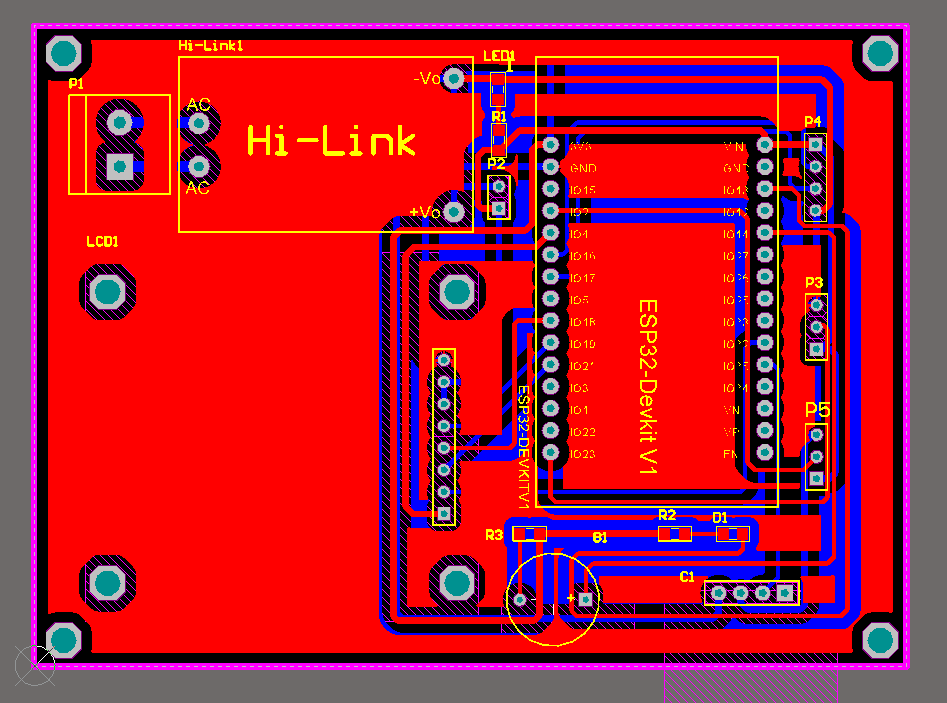 Hi-Link1
LED1
1
P1
-Vo
AC
R1
Hi-Link
P4
P2
AC
+Vo
3V3
VIN
GND
GND
IO15
IO13
IO2
IO12
IO4
IO14
IO16
IO27
IO17
IO26
IO5
IO25
IO18
IO33
IO19
IO32
IO21
IO35
IO3
IO34
IO1
VN
IO22
VP
IO23
EN
LCD1
P3
ESP32-Devkit V1
ESP32-DEVKITV1
P5
R3
B1
R2
D1
C1
-
+